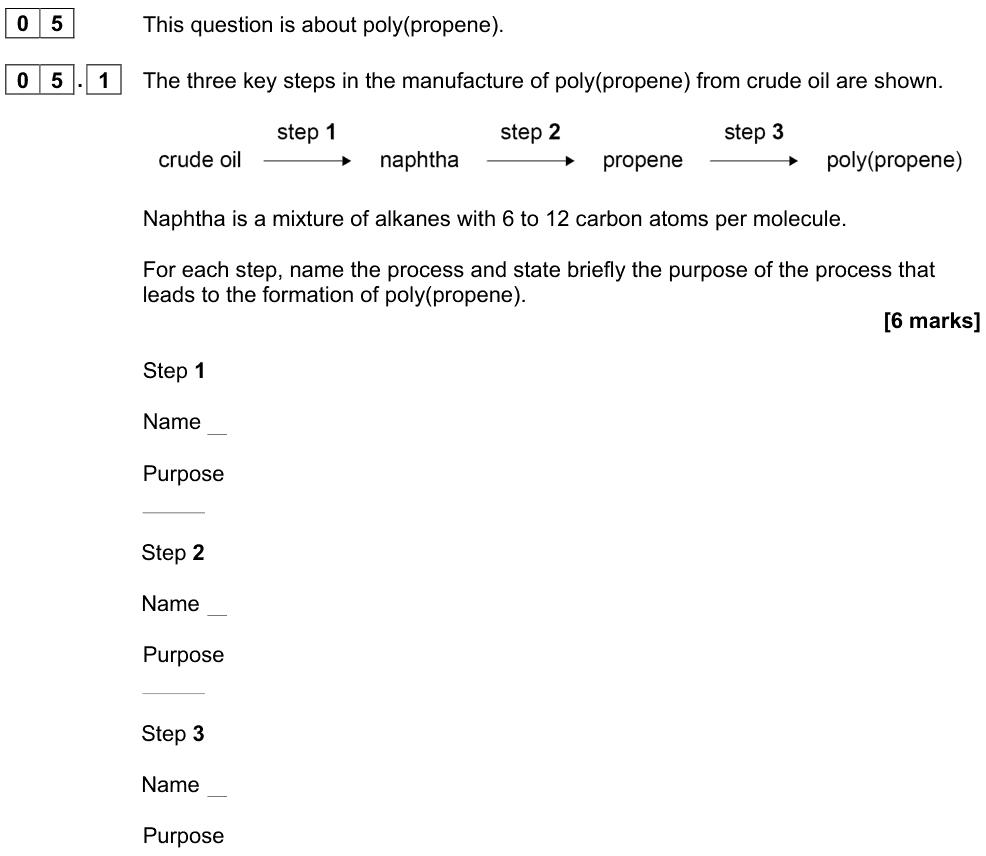 0 5 This question is about poly(propene).
0 5 . 1 The three key steps in the manufacture of poly(propene) from crude oil are shown.
step 1 step 2 step 3
crude oil naphtha propene poly(propene)
Naphtha is a mixture of alkanes with 6 to 12 carbon atoms per molecule.
For each step, name the process and state briefly the purpose of the process that
leads to the formation of poly(propene).
[6 marks]
Step 1
Name __
Purpose
Step 2
Name __
Purpose
Step 3
Name __
Purpose